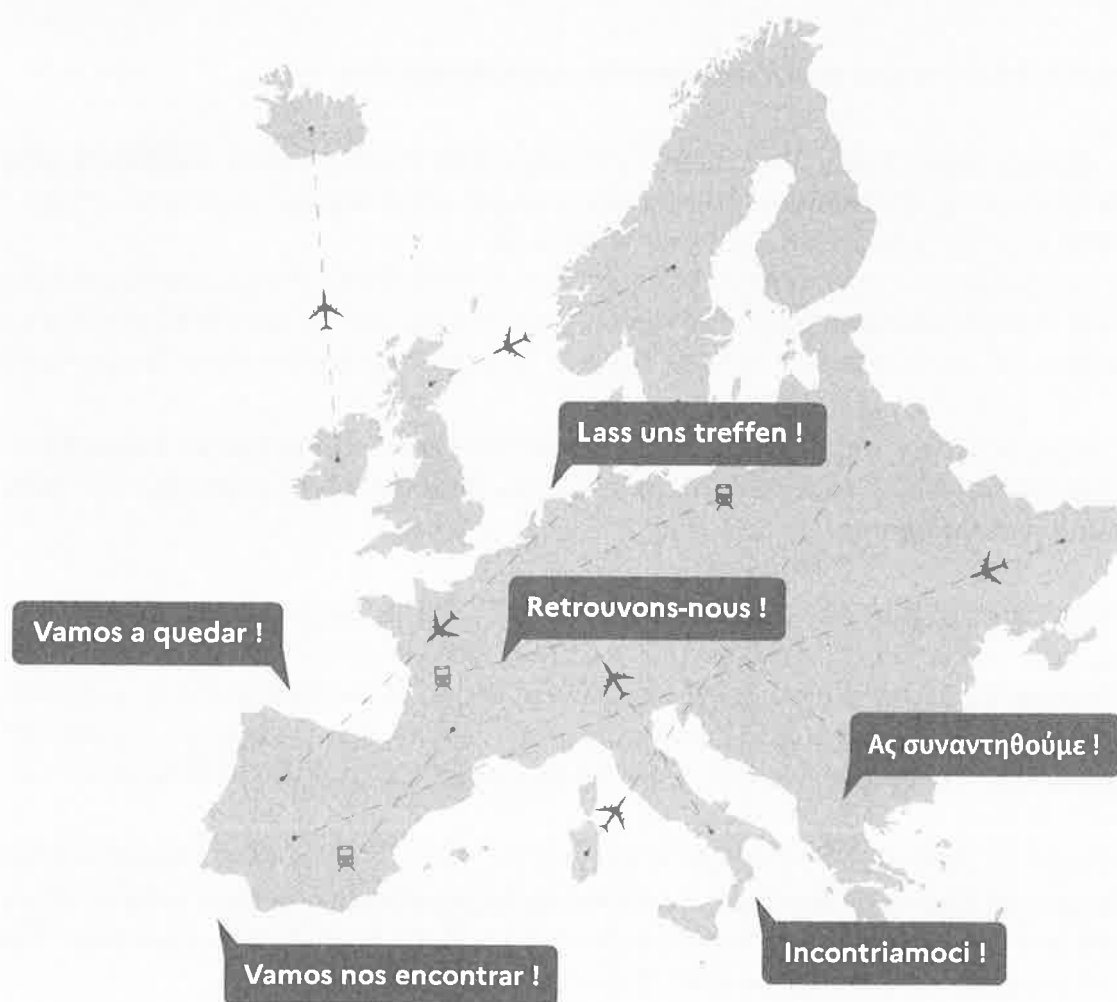 Lass uns treffen !
Retrouvons-nous !
Vamos a quedar !
Ας συναντηθούμε !
Incontriamoci !
Vamos nos encontrar !